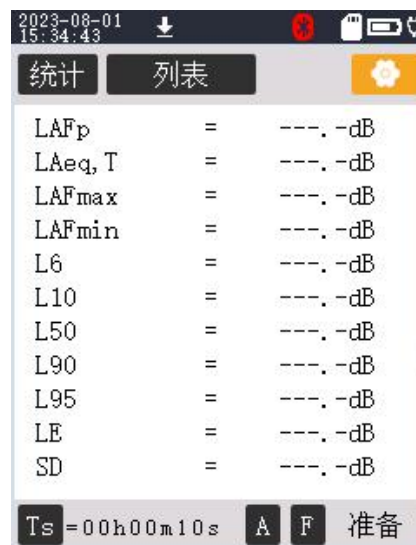 2023-08-01
15:34:43
统计 列表
LAFp = ---.-dB
LAeq,T = ---.-dB
LAFmax = ---.-dB
LAFmin = ---.-dB
L6 = ---.-dB
L10 = ---.-dB
L50 = ---.-dB
L90 = ---.-dB
L95 = ---.-dB
LE = ---.-dB
SD = ---.-dB
Ts =00h00m10s A F 准备